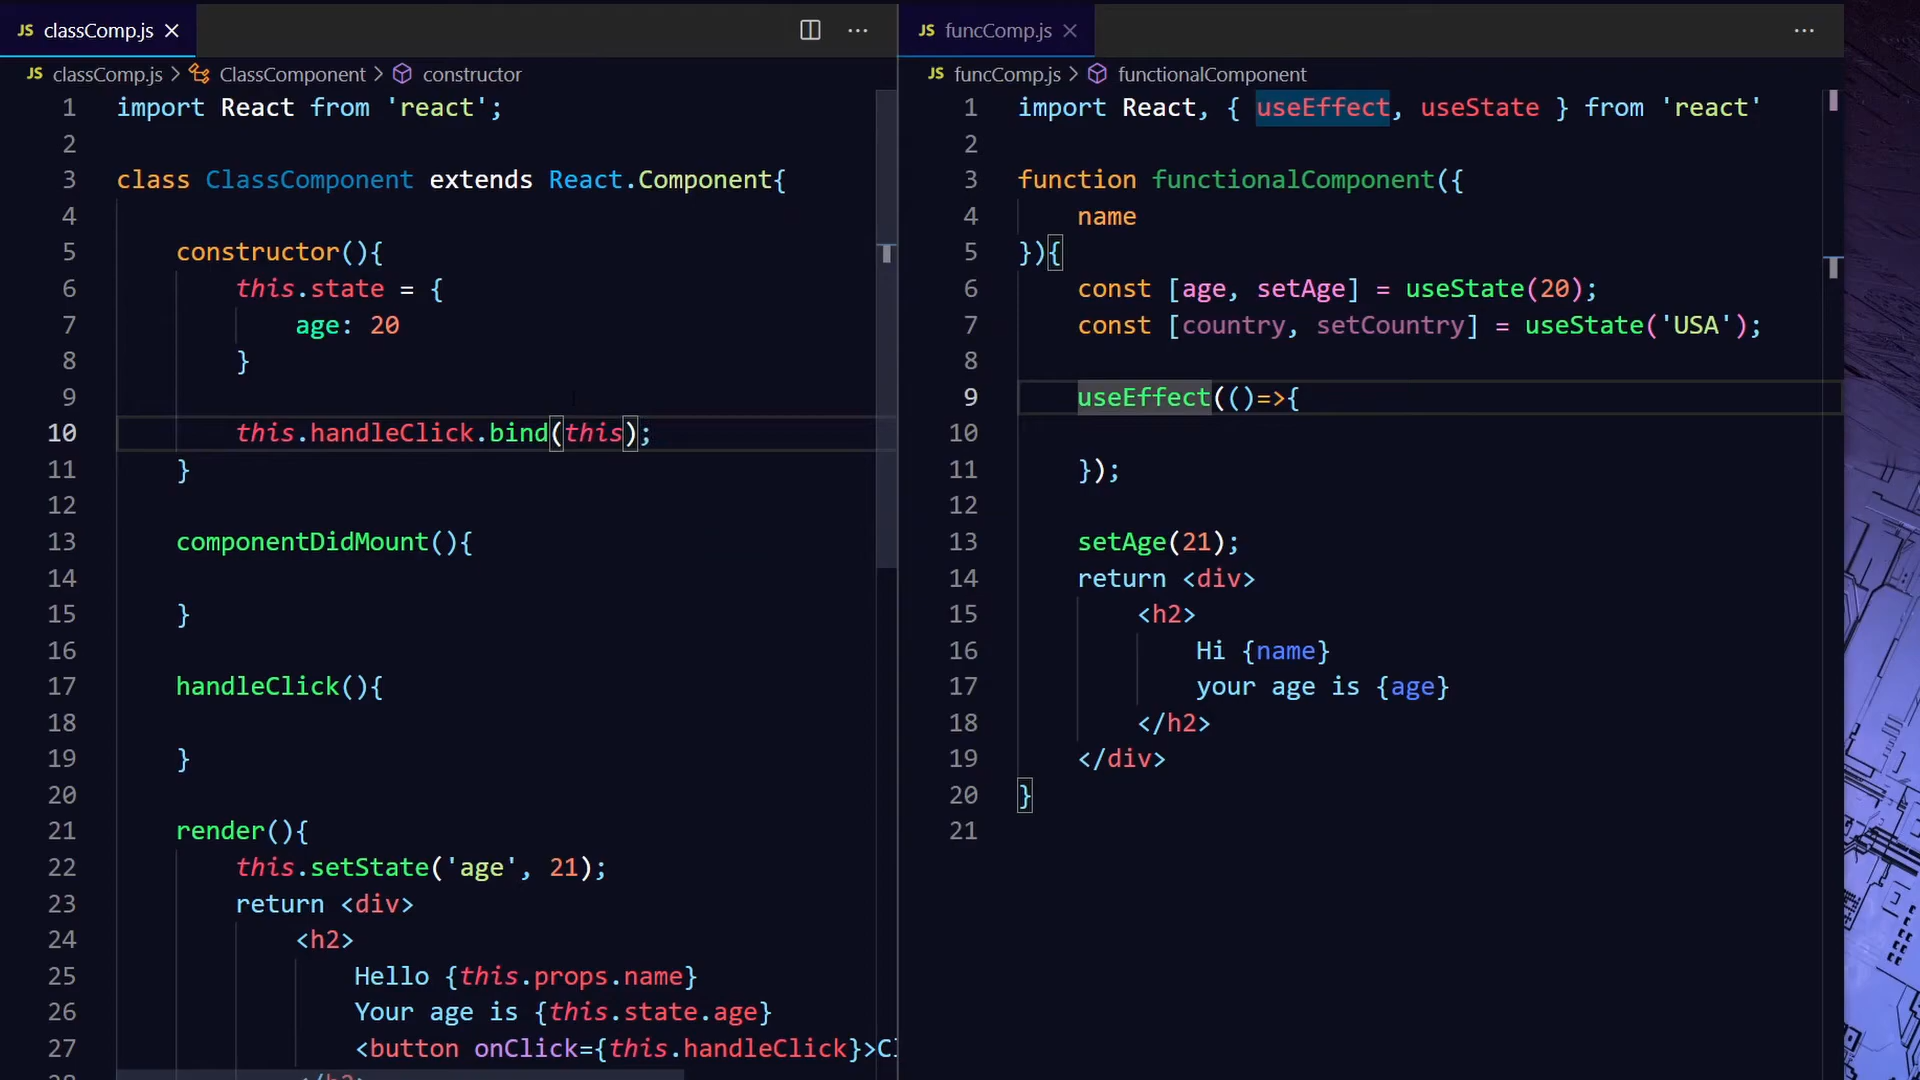 JS classComp.js
JS classComp.js > ClassComponent > constructor
1 import React from 'react';
2
3 class ClassComponent extends React.Component{
4
5 constructor(){
6 this.state = {
7 age: 20
8 }
9
10 this.handleClick.bind(this);
11 }
12
13 componentDidMount(){
14
15 }
16
17 handleClick(){
18
19 }
20
21 render(){
22 this.setState('age', 21);
23 return <div>
24 <h2>
25 Hello {this.props.name}
26 Your age is {this.state.age}
27 <button onClick={this.handleClick}>Cl
JS funcComp.js
JS funcComp.js > functionalComponent
1 import React, { useEffect, useState } from 'react'
2
3 function functionalComponent({
4 name
5 }){
6 const [age, setAge] = useState(20);
7 const [country, setCountry] = useState('USA');
8
9 useEffect(()=>{
10
11 });
12
13 setAge(21);
14 return <div>
15 <h2>
16 Hi {name}
17 your age is {age}
18 </h2>
19 </div>
20 }
21